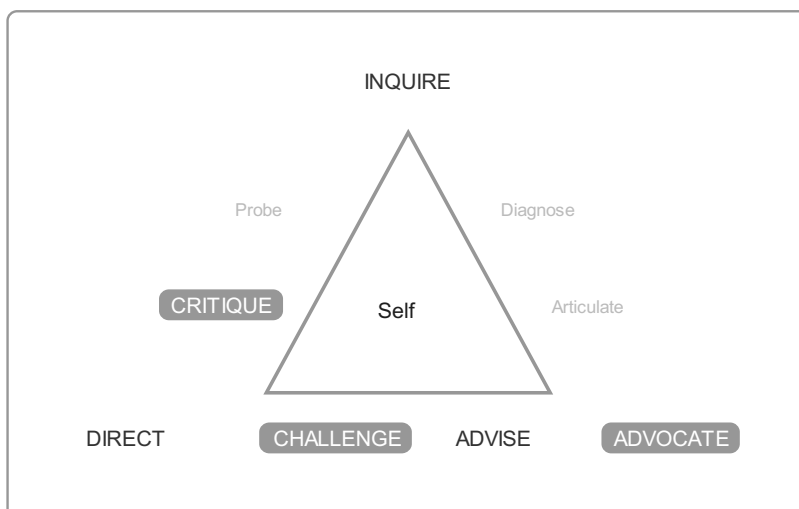 INQUIRE
Probe Diagnose
CRITIQUE Self Articulate
DIRECT CHALLENGE ADVISE ADVOCATE